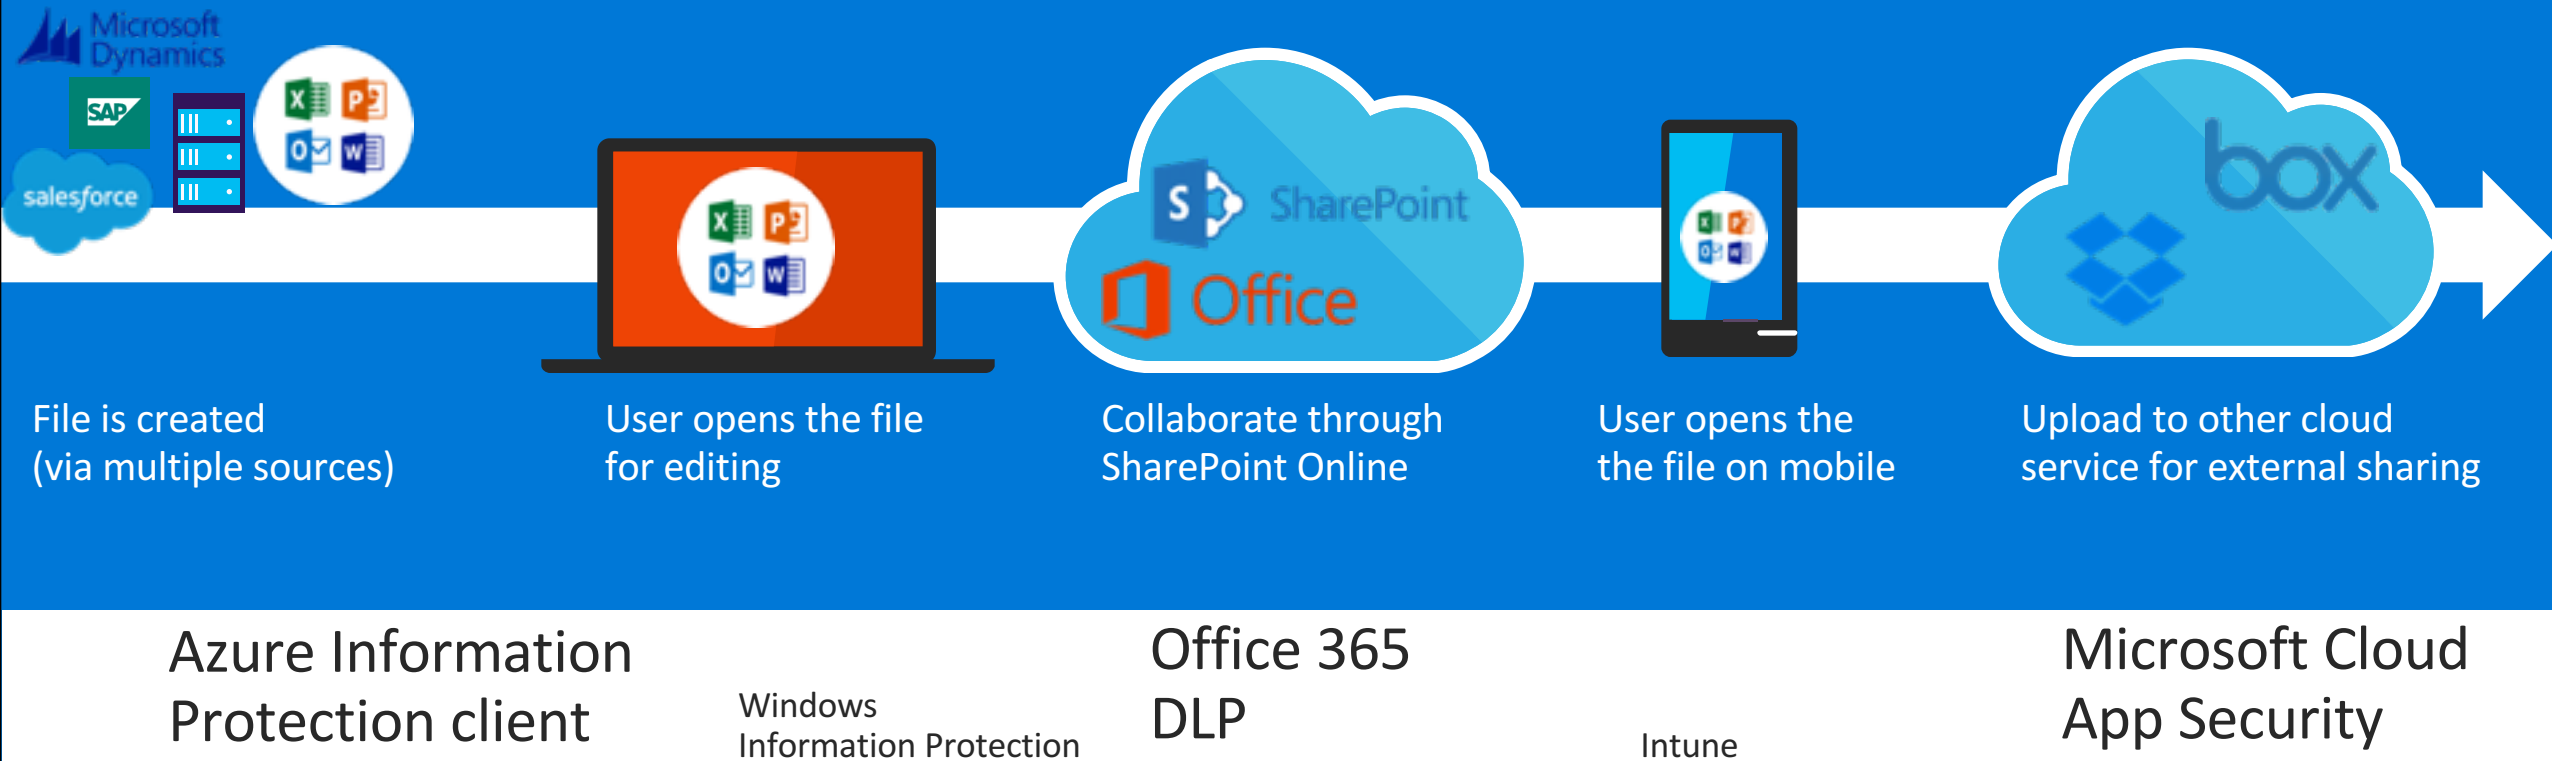 Microsoft
Dynamics
SAP
salesforce
X P
O W
X P
O W
S SharePoint
Office
X P
O W
box
File is created
(via multiple sources)
User opens the file
for editing
Collaborate through
SharePoint Online
User opens the
the file on mobile
Upload to other cloud
service for external sharing
Azure Information
Protection client
Windows
Information Protection
Office 365
DLP
Intune
Microsoft Cloud
App Security